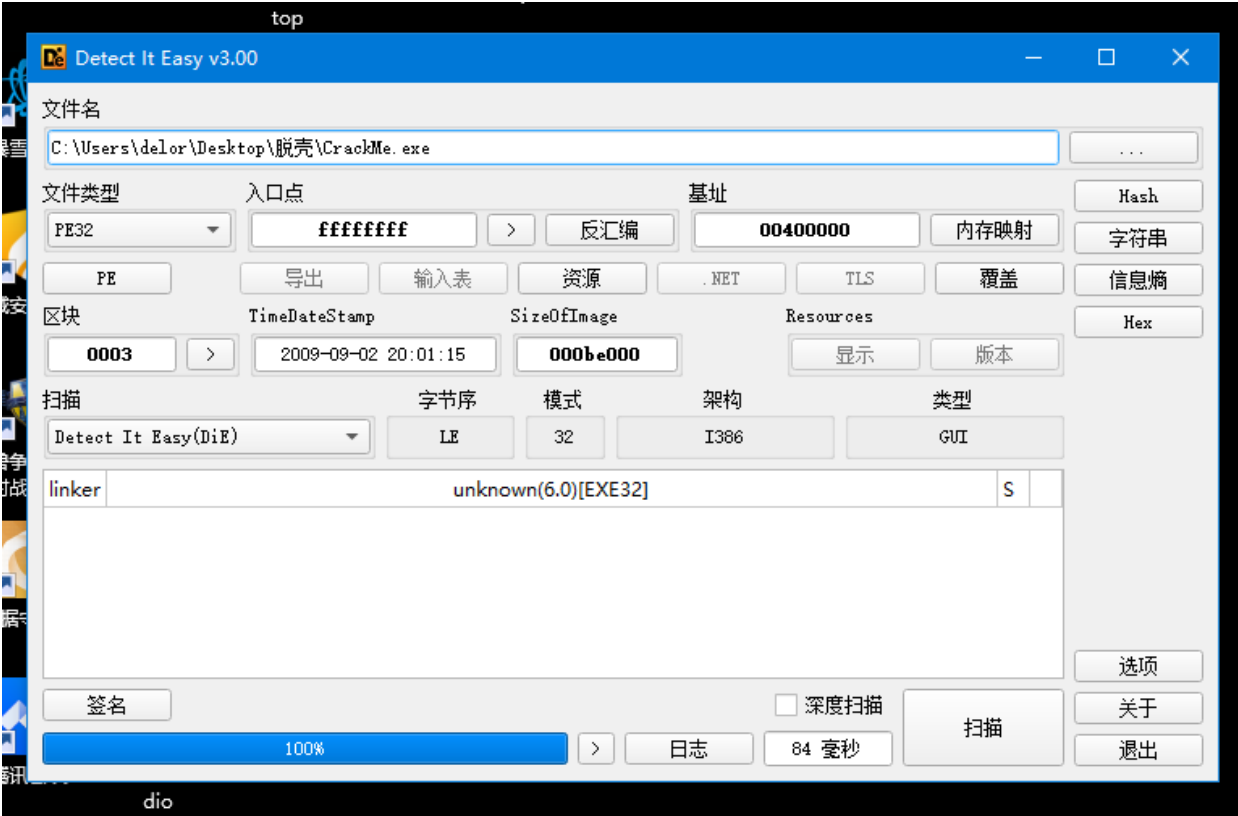 top
Detect It Easy v3.00
文件名
C:\Users\delor\Desktop\脱壳\CrackMe.exe ...
文件类型 入口点 基址 Hash
PE32 ffffffff > 反汇编 00400000 内存映射 字符串
PE 导出 输入表 资源 .NET TLS 覆盖 信息熵
区块 TimeDateStamp SizeOfImage Resources Hex
0003 > 2009-09-02 20:01:15 000be000 显示 版本
扫描 字节序 模式 架构 类型
Detect It Easy(DiE) LE 32 I386 GUI
linker unknown(6.0)[EXE32] S
选项
签名 深度扫描 扫描 关于
100% > 日志 84 毫秒 退出
dio